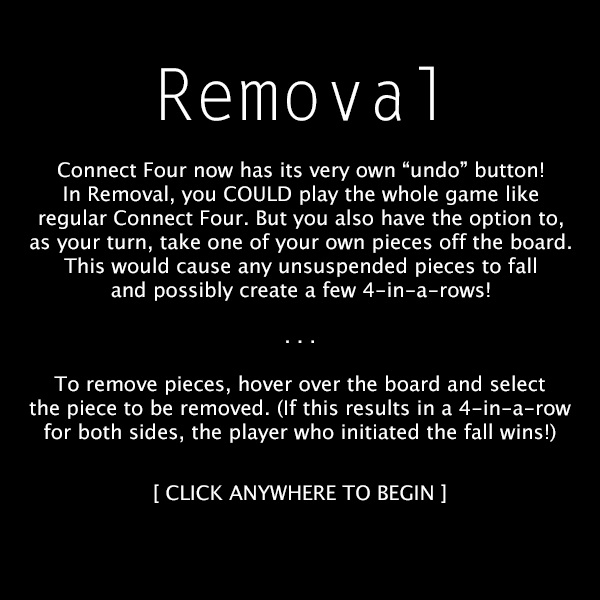 Removal
Connect Four now has its very own “undo” button!
In Removal, you COULD play the whole game like
regular Connect Four. But you also have the option to,
as your turn, take one of your own pieces off the board.
This would cause any unsuspended pieces to fall
and possibly create a few 4-in-a-rows!
. . .
To remove pieces, hover over the board and select
the piece to be removed. (If this results in a 4-in-a-row
for both sides, the player who initiated the fall wins!)
[ CLICK ANYWHERE TO BEGIN ]